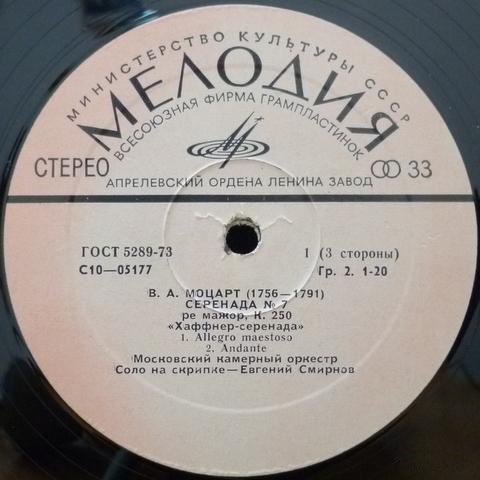 МИНИСТЕРСТВО КУЛЬТУРЫ СССР
МЕЛОДИЯ
ВСЕСОЮЗНАЯ ФИРМА ГРАМПЛАСТИНОК
СТЕРЕО
33
АПРЕЛЕВСКИЙ ОРДЕНА ЛЕНИНА ЗАВОД
ГОСТ 5289-73
1 (3 стороны)
С10—05177
Гр. 2. 1-20
В. А. МОЦАРТ (1756—1791)
СЕРЕНАДА № 7
ре мажор, К. 250
«Хаффнер-серенада»
1. Allegro maestoso
2. Andante
Московский камерный оркестр
Соло на скрипке—Евгений Смирнов